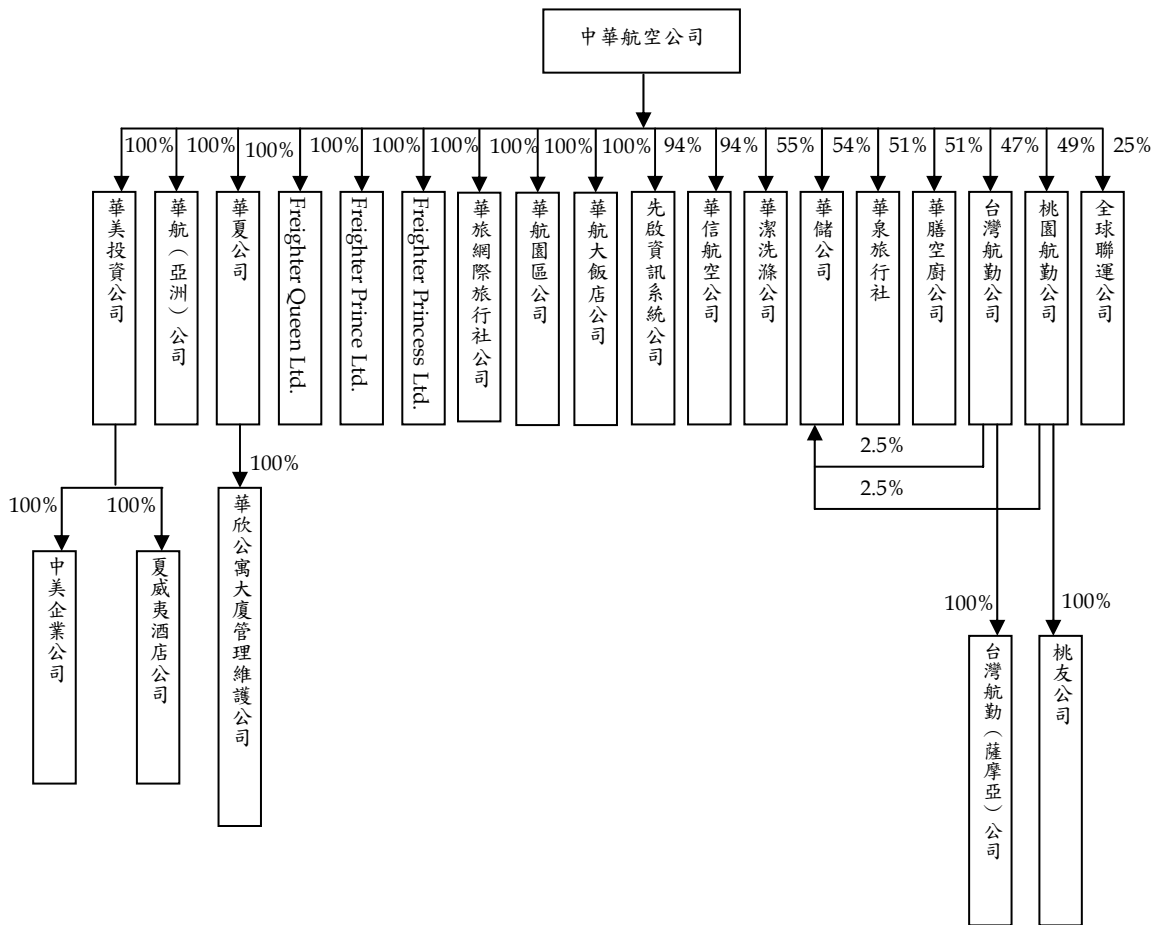 中華航空公司
100%
100%
100%
100%
100%
100%
100%
100%
100%
94%
94%
55%
54%
51%
51%
47%
49%
25%
華美投資公司
華航（亞洲）公司
華夏公司
Freighter Queen Ltd.
Freighter Prince Ltd.
Freighter Princess Ltd.
華旅網際旅行社公司
華航園區公司
華航大飯店公司
先啟資訊系統公司
華信航空公司
華潔洗滌公司
華儲公司
華泉旅行社
華膳空廚公司
台灣航勤公司
桃園航勤公司
全球聯運公司
2.5%
100%
2.5%
100%
100%
華欣公寓大廈管理維護公司
中美企業公司
夏威夷酒店公司
100%
100%
台灣航勤（薩摩亞）公司
桃友公司